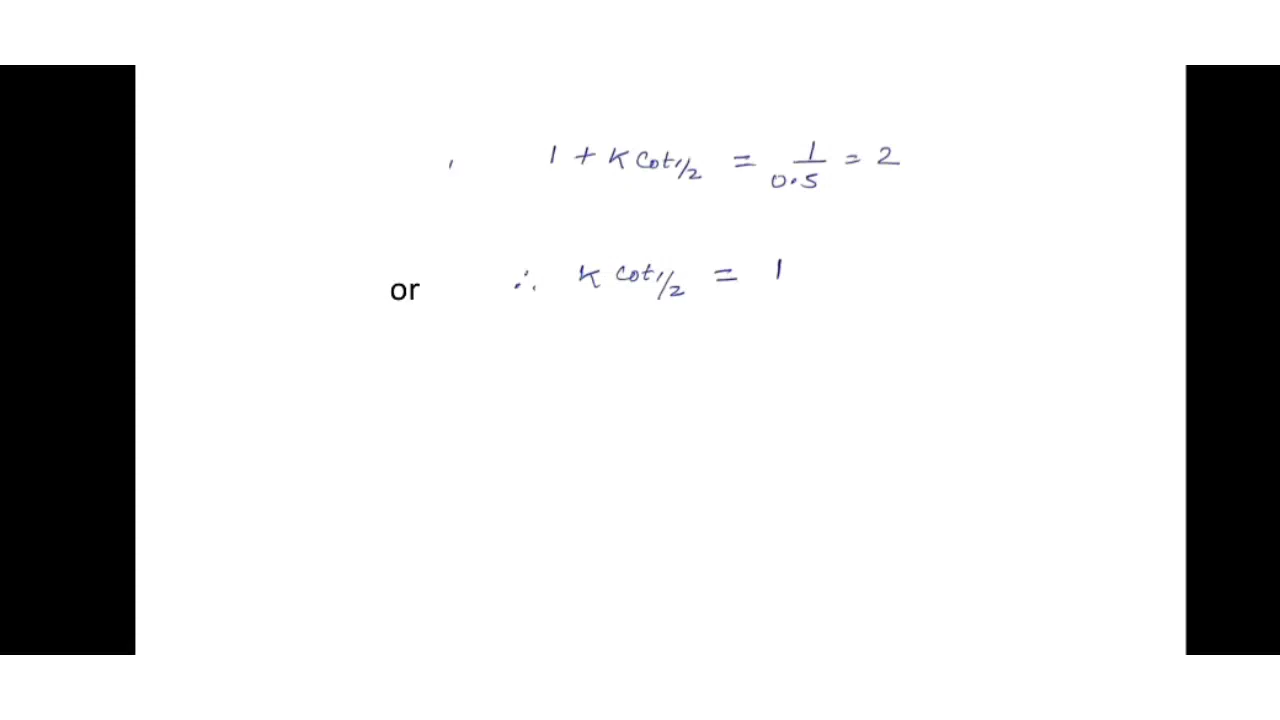 1 + K Cot1/2 = 1/0.5 = 2
or ∴ K Cot1/2 = 1